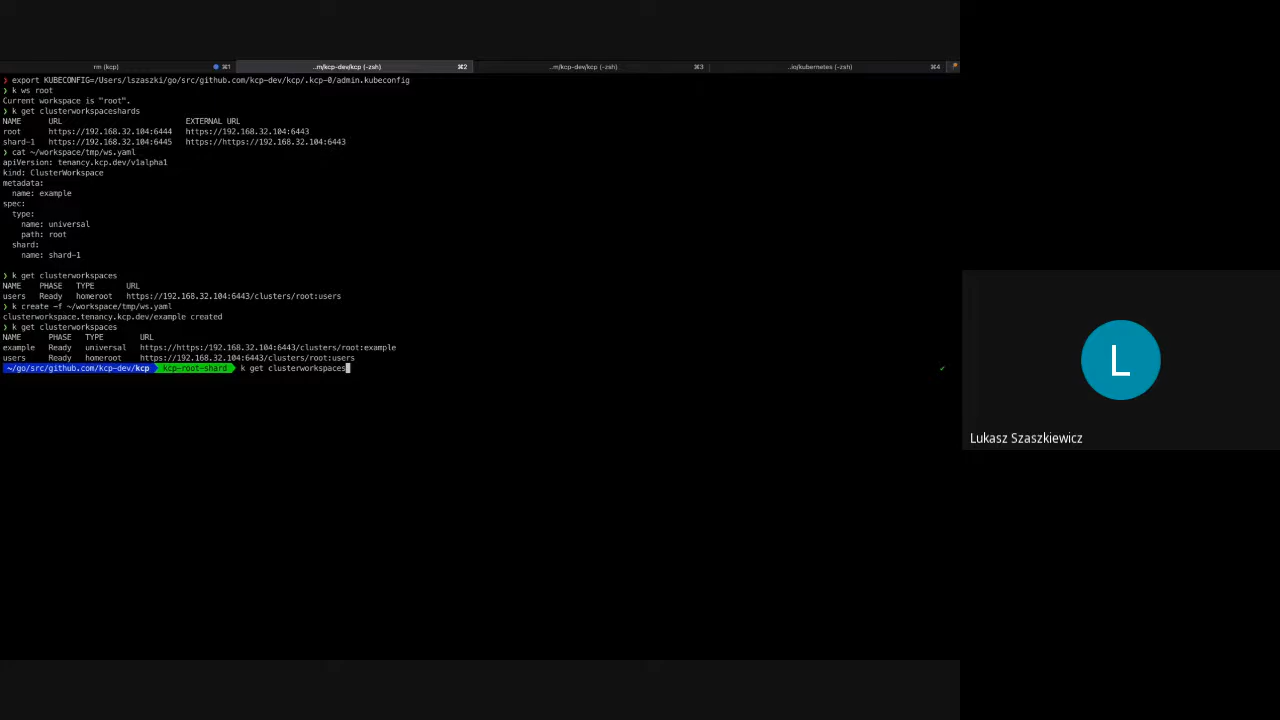 rm (kcp) ⌘1 ..m/kcp-dev/kcp (-zsh) ⌘2 ..m/kcp-dev/kcp (-zsh) ⌘3 ..io/kubernetes (-zsh) ⌘4
❯ export KUBECONFIG=/Users/lszaszki/go/src/github.com/kcp-dev/kcp/.kcp-0/admin.kubeconfig
❯ k ws root
Current workspace is "root".
❯ k get clusterworkspaceshards
NAME URL EXTERNAL URL
root https://192.168.32.104:6444 https://192.168.32.104:6443
shard-1 https://192.168.32.104:6445 https://https://192.168.32.104:6443
❯ cat ~/workspace/tmp/ws.yaml
apiVersion: tenancy.kcp.dev/v1alpha1
kind: ClusterWorkspace
metadata:
name: example
spec:
type:
name: universal
path: root
shard:
name: shard-1
❯ k get clusterworkspaces
NAME PHASE TYPE URL
users Ready homeroot https://192.168.32.104:6443/clusters/root:users
❯ k create -f ~/workspace/tmp/ws.yaml
clusterworkspace.tenancy.kcp.dev/example created
❯ k get clusterworkspaces
NAME PHASE TYPE URL
example Ready universal https://https:/192.168.32.104:6443/clusters/root:example
users Ready homeroot https://192.168.32.104:6443/clusters/root:users
~/go/src/github.com/kcp-dev/kcp kcp-root-shard k get clusterworkspaces ✔
L
Lukasz Szaszkiewicz